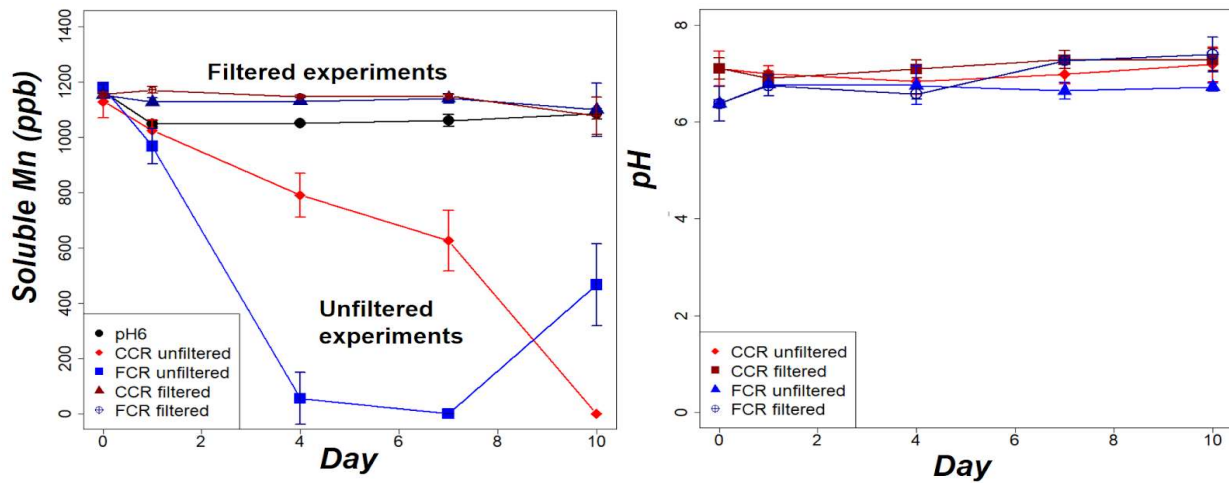 Soluble Mn (ppb)
1400
1200
1000
800
600
400
200
0
Filtered experiments
Unfiltered
experiments
pH6
CCR unfiltered
FCR unfiltered
CCR filtered
FCR filtered
0 2 4 6 8 10
Day
pH
8
6
4
2
0
CCR unfiltered
CCR filtered
FCR unfiltered
FCR filtered
0 2 4 6 8 10
Day